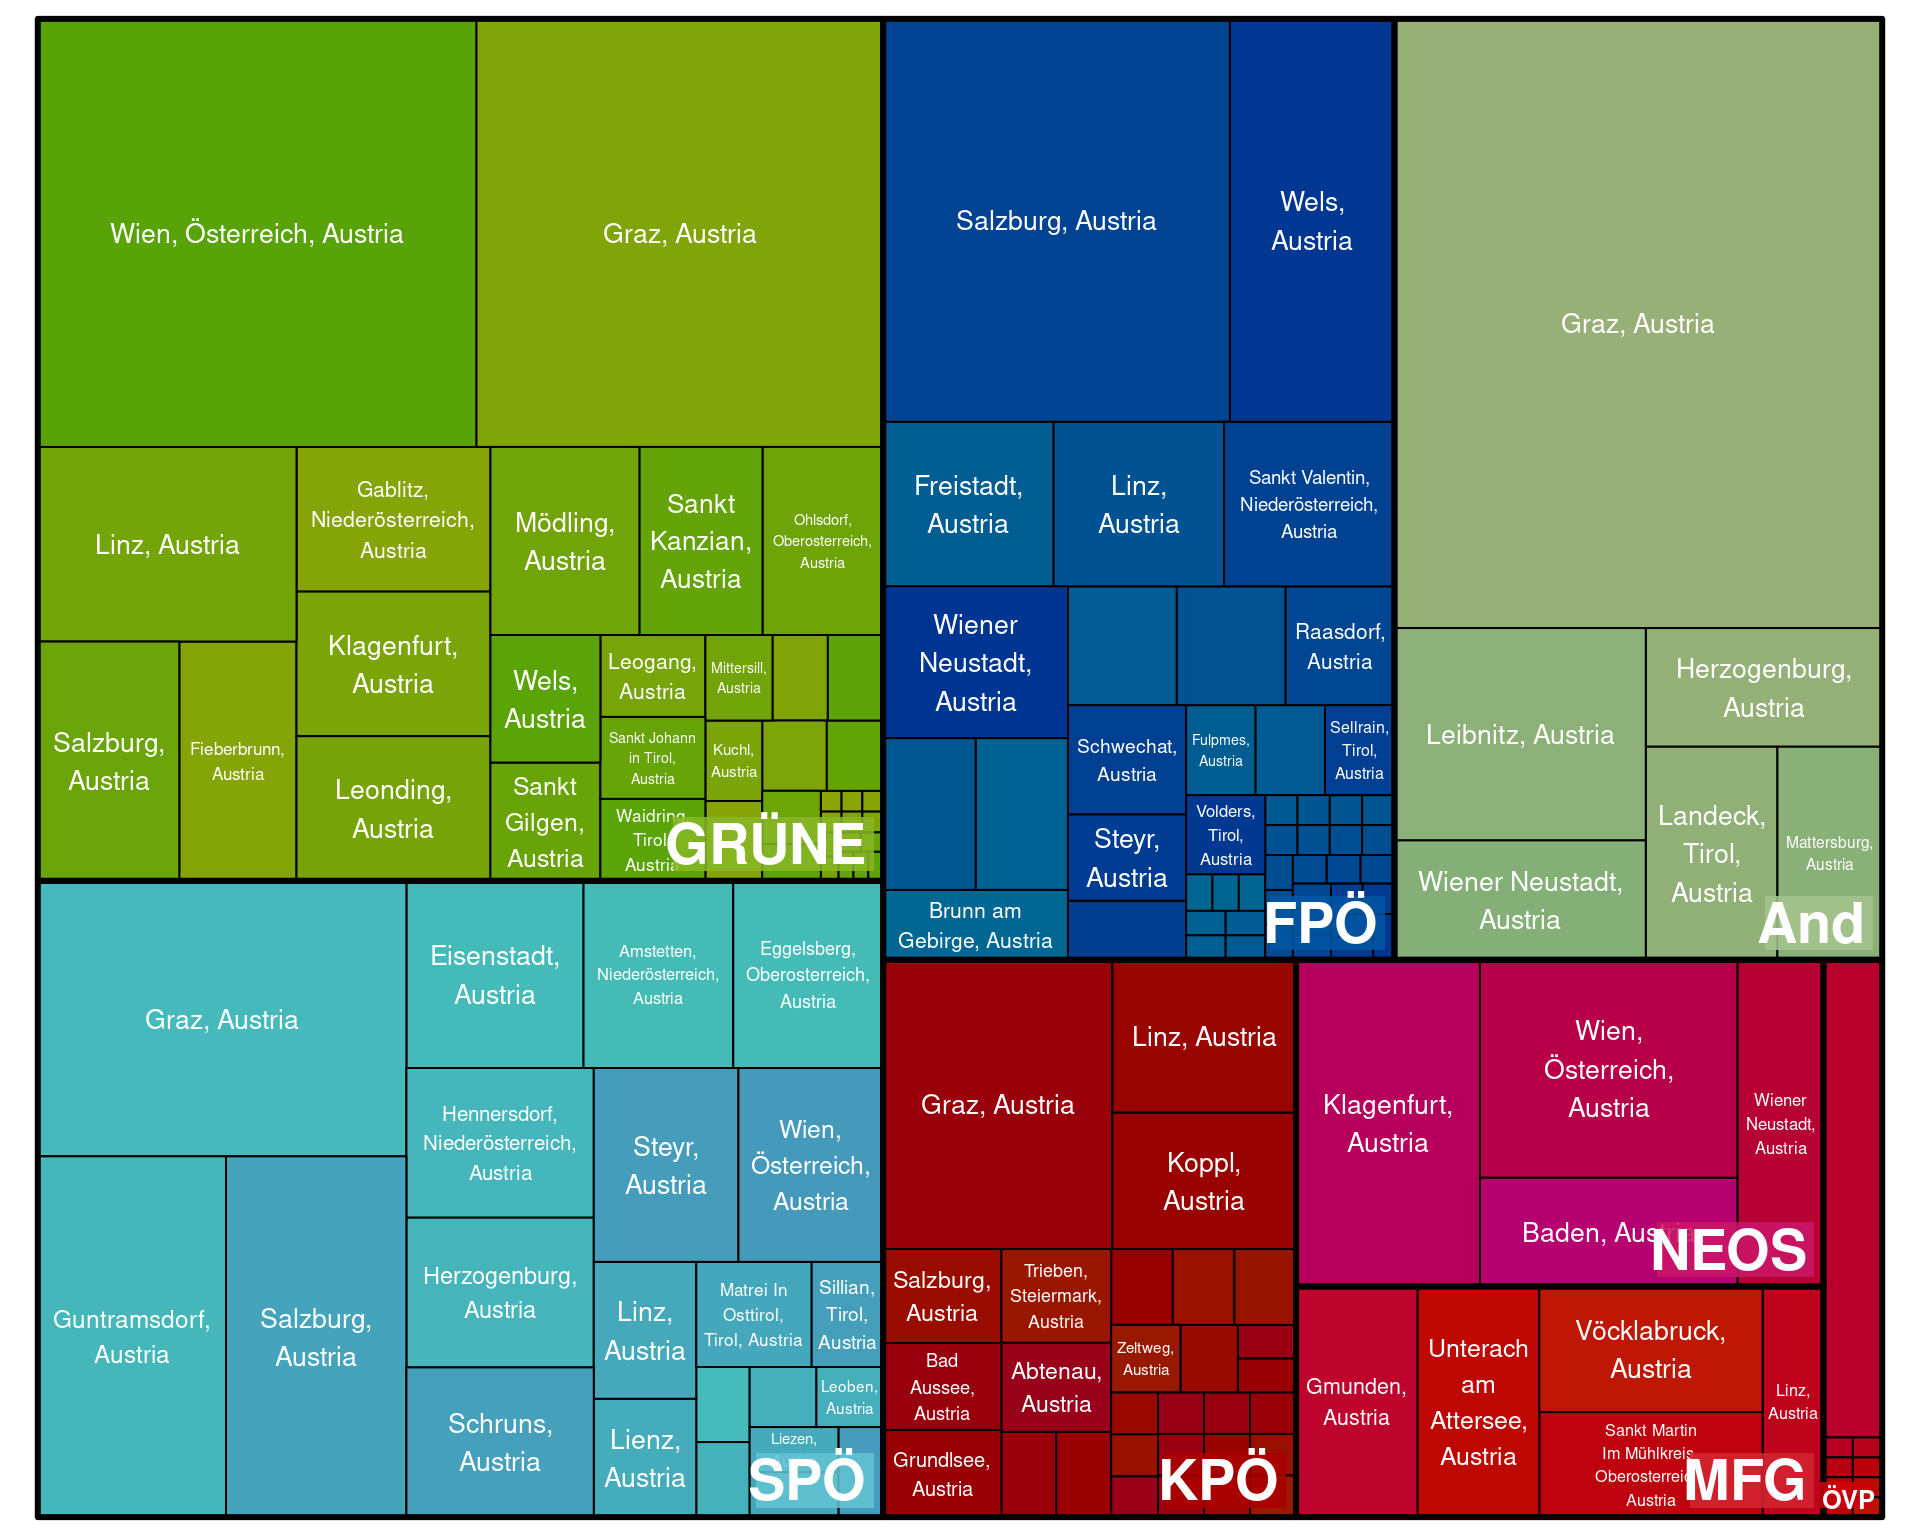 Wien, Österreich, Austria
Graz, Austria
Linz, Austria
Gablitz,
Niederösterreich,
Austria
Mödling,
Austria
Sankt
Kanzian,
Austria
Ohlsdorf,
Oberosterreich,
Austria
Klagenfurt,
Austria
Salzburg,
Austria
Fieberbrunn,
Austria
Leonding,
Austria
Wels,
Austria
Leogang,
Austria
Mittersill,
Austria
Sankt Johann
in Tirol,
Austria
Kuchl,
Austria
Sankt
Gilgen,
Austria
Waidring,
Tirol,
Austria
GRÜNE
Salzburg, Austria
Wels,
Austria
Freistadt,
Austria
Linz,
Austria
Sankt Valentin,
Niederösterreich,
Austria
Wiener
Neustadt,
Austria
Raasdorf,
Austria
Schwechat,
Austria
Fulpmes,
Austria
Sellrain,
Tirol,
Austria
Steyr,
Austria
Volders,
Tirol,
Austria
Brunn am
Gebirge, Austria
FPÖ
Graz, Austria
Leibnitz, Austria
Herzogenburg,
Austria
Wiener Neustadt,
Austria
Landeck,
Tirol,
Austria
Mattersburg,
Austria
And
Graz, Austria
Eisenstadt,
Austria
Amstetten,
Niederösterreich,
Austria
Eggelsberg,
Oberosterreich,
Austria
Hennersdorf,
Niederösterreich,
Austria
Steyr,
Austria
Wien,
Österreich,
Austria
Guntramsdorf,
Austria
Salzburg,
Austria
Herzogenburg,
Austria
Schruns,
Austria
Linz,
Austria
Matrei In
Osttirol,
Tirol, Austria
Sillian,
Tirol,
Austria
Lienz,
Austria
Leoben,
Austria
Liezen,
SPÖ
Graz, Austria
Linz, Austria
Koppl,
Austria
Salzburg,
Austria
Trieben,
Steiermark,
Austria
Bad
Aussee,
Austria
Abtenau,
Austria
Zeltweg,
Austria
Grundlsee,
Austria
KPÖ
Klagenfurt,
Austria
Wien,
Österreich,
Austria
Wiener
Neustadt,
Austria
Baden, Austria
NEOS
Gmunden,
Austria
Unterach
am
Attersee,
Austria
Vöcklabruck,
Austria
Sankt Martin
Im Mühlkreis,
Oberosterreich,
Austria
Linz,
Austria
MFG
ÖVP